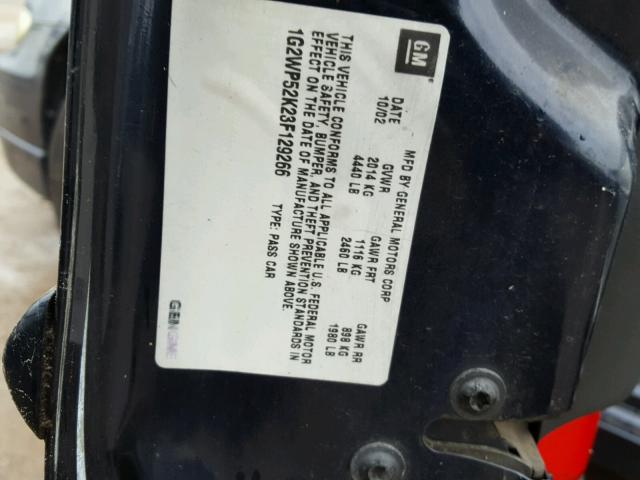 GM
MFD BY GENERAL MOTORS CORP
DATE GVWR GAWR FRT GAWR RR
10/02 2014 KG 1116 KG 898 KG
4440 LB 2460 LB 1980 LB
THIS VEHICLE CONFORMS TO ALL APPLICABLE U.S. FEDERAL MOTOR
VEHICLE SAFETY, BUMPER, AND THEFT PREVENTION STANDARDS IN
EFFECT ON THE DATE OF MANUFACTURE SHOWN ABOVE.
1G2WP52K23F129266 TYPE: PASS CAR